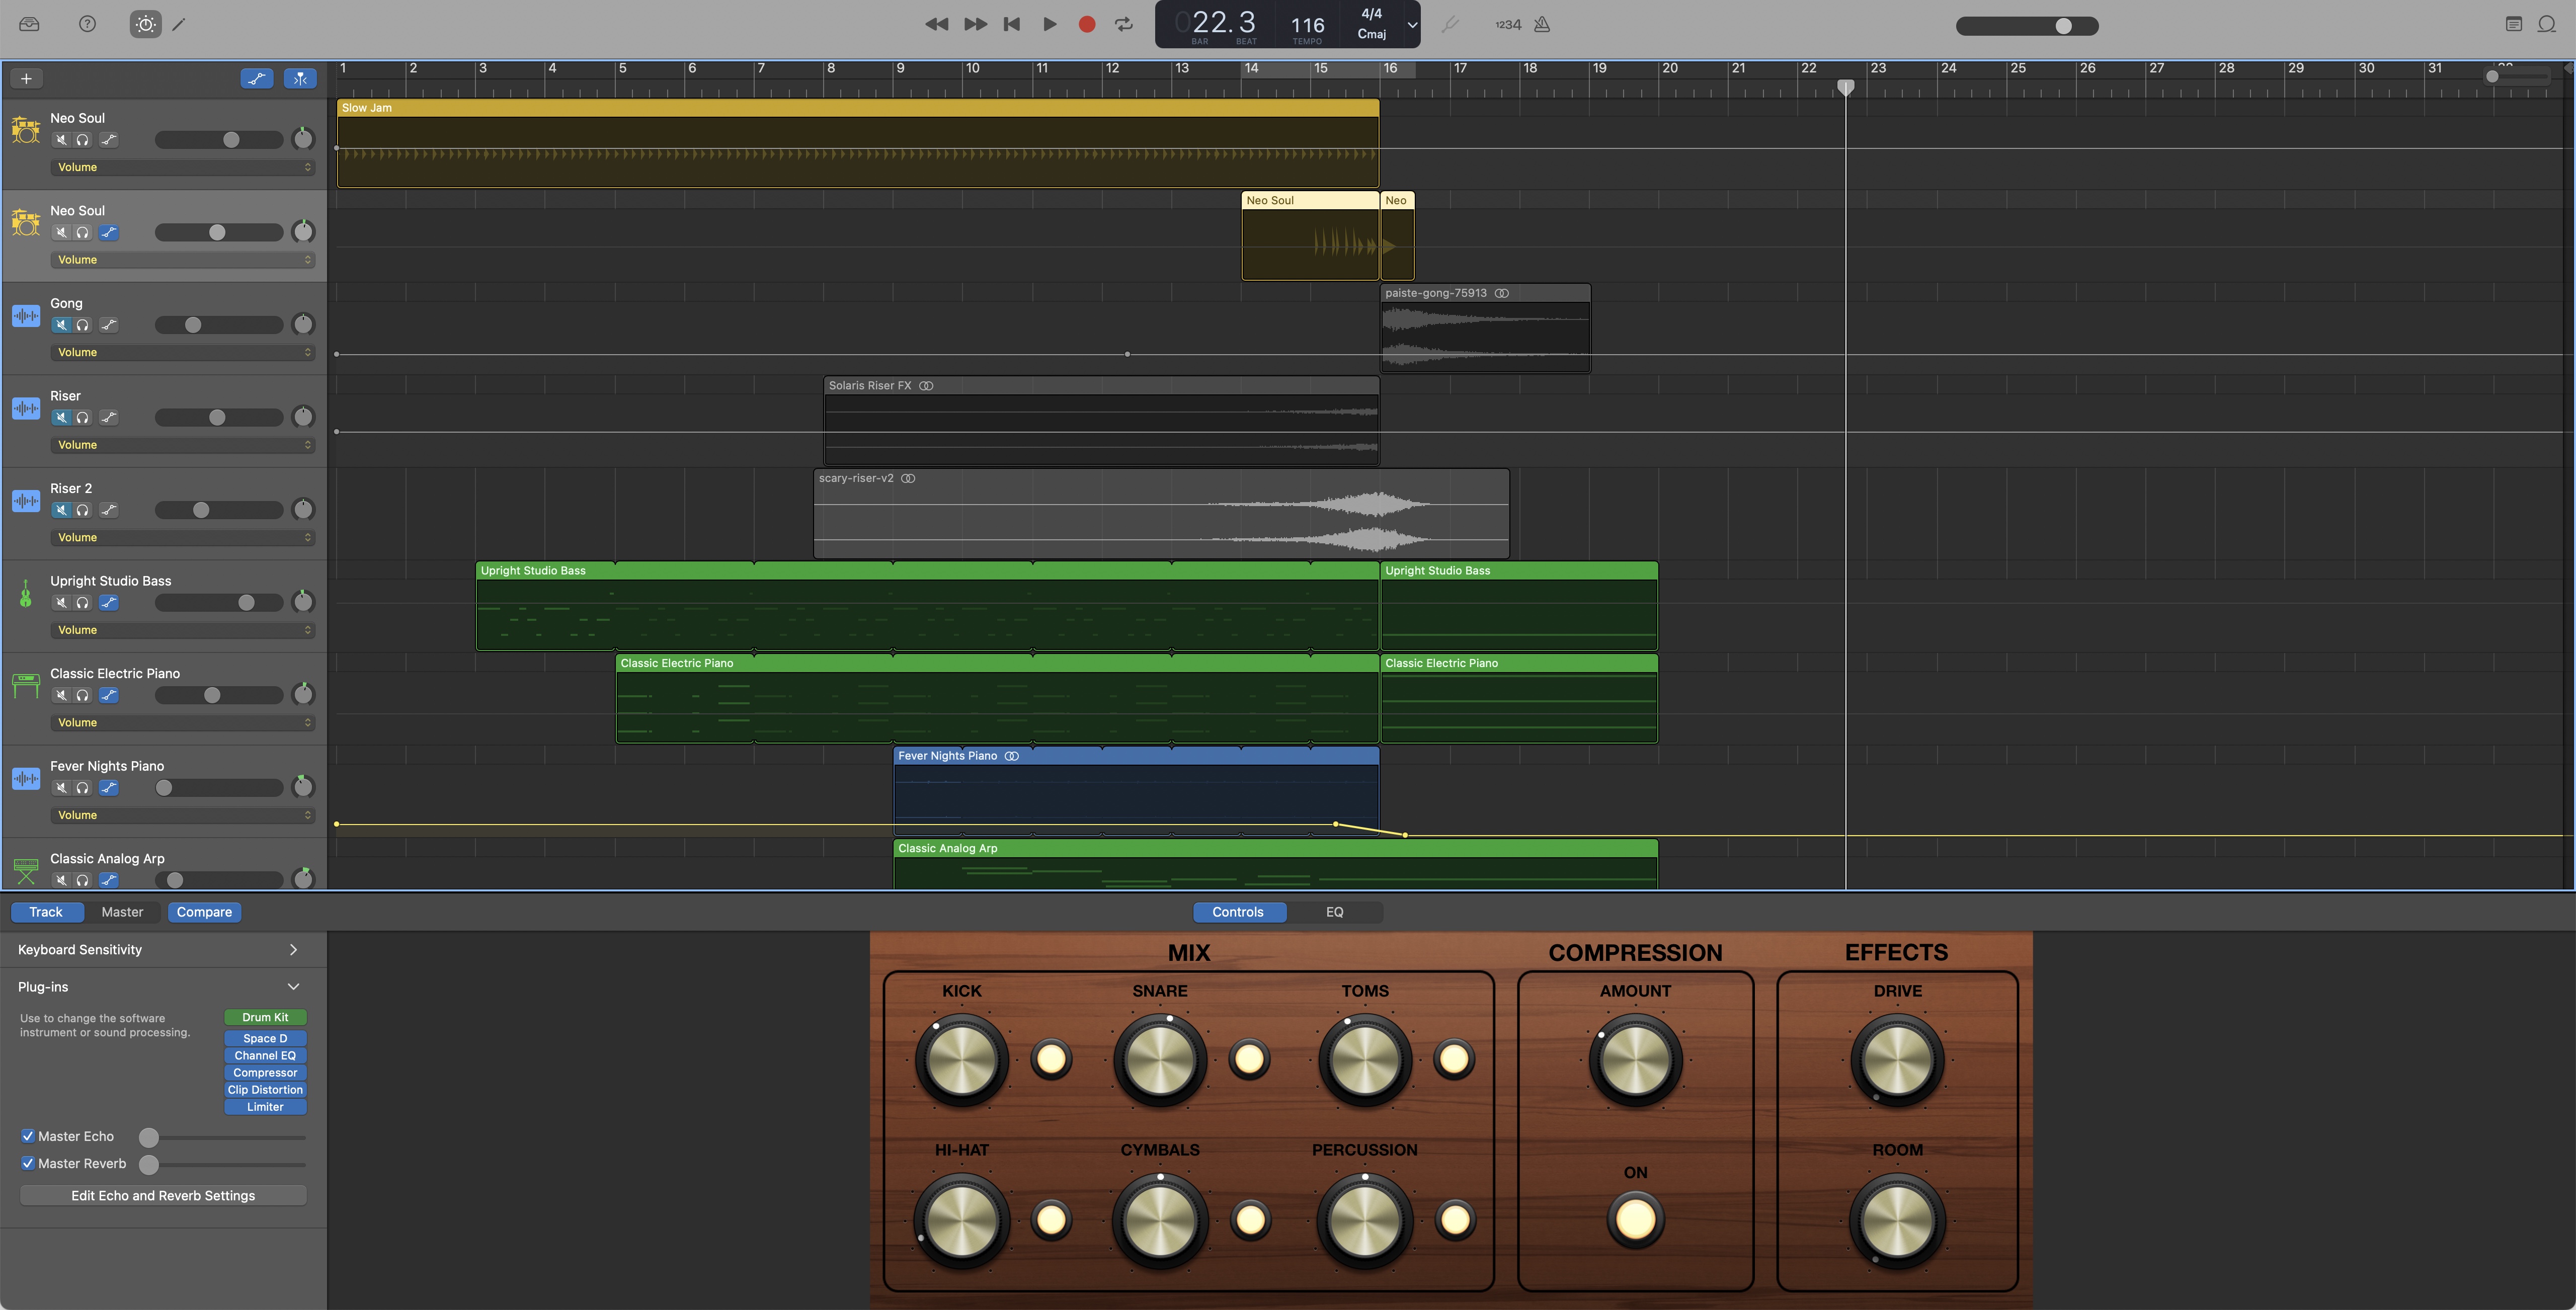 022.3
BAR
BEAT
116
TEMPO
4/4
Cmaj
1234
1 2 3 4 5 6 7 8 9 10 11 12 13 14 15 16 17 18 19 20 21 22 23 24 25 26 27 28 29 30 31
Neo Soul
Volume
Slow Jam
Neo Soul
Volume
Neo Soul
Neo
Gong
Volume
paiste-gong-75913
Riser
Volume
Solaris Riser FX
Riser 2
Volume
scary-riser-v2
Upright Studio Bass
Volume
Upright Studio Bass
Upright Studio Bass
Classic Electric Piano
Volume
Classic Electric Piano
Classic Electric Piano
Fever Nights Piano
Volume
Fever Nights Piano
Classic Analog Arp
Classic Analog Arp
Track
Master
Compare
Controls
EQ
Keyboard Sensitivity
Plug-ins
Use to change the software
instrument or sound processing.
Drum Kit
Space D
Channel EQ
Compressor
Clip Distortion
Limiter
Master Echo
Master Reverb
Edit Echo and Reverb Settings
MIX
COMPRESSION
EFFECTS
KICK
SNARE
TOMS
AMOUNT
DRIVE
HI-HAT
CYMBALS
PERCUSSION
ON
ROOM